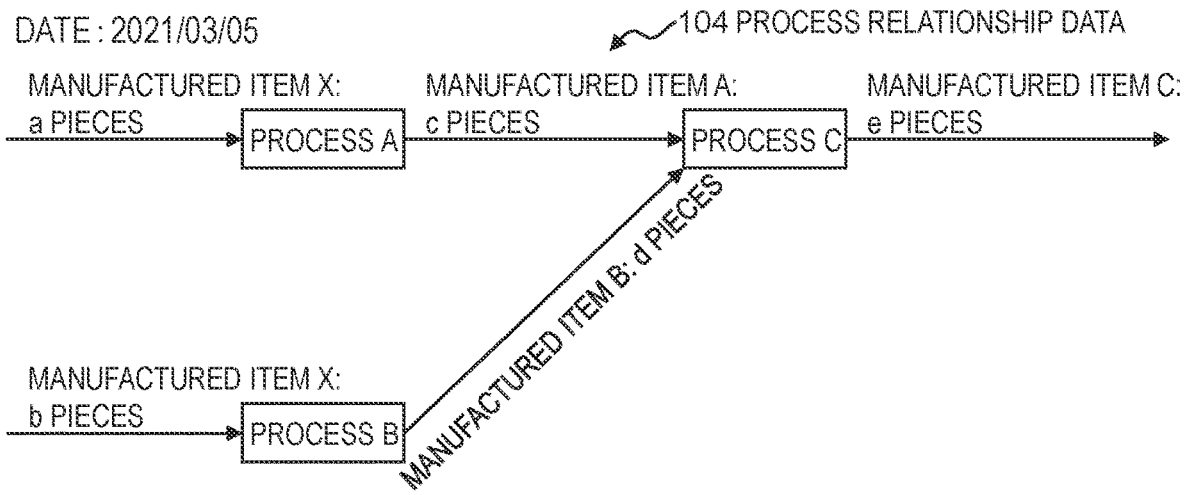 DATE : 2021/03/05
104 PROCESS RELATIONSHIP DATA
MANUFACTURED ITEM X:
a PIECES
PROCESS A
MANUFACTURED ITEM A:
c PIECES
PROCESS C
MANUFACTURED ITEM C:
e PIECES
MANUFACTURED ITEM B: d PIECES
MANUFACTURED ITEM X:
b PIECES
PROCESS B